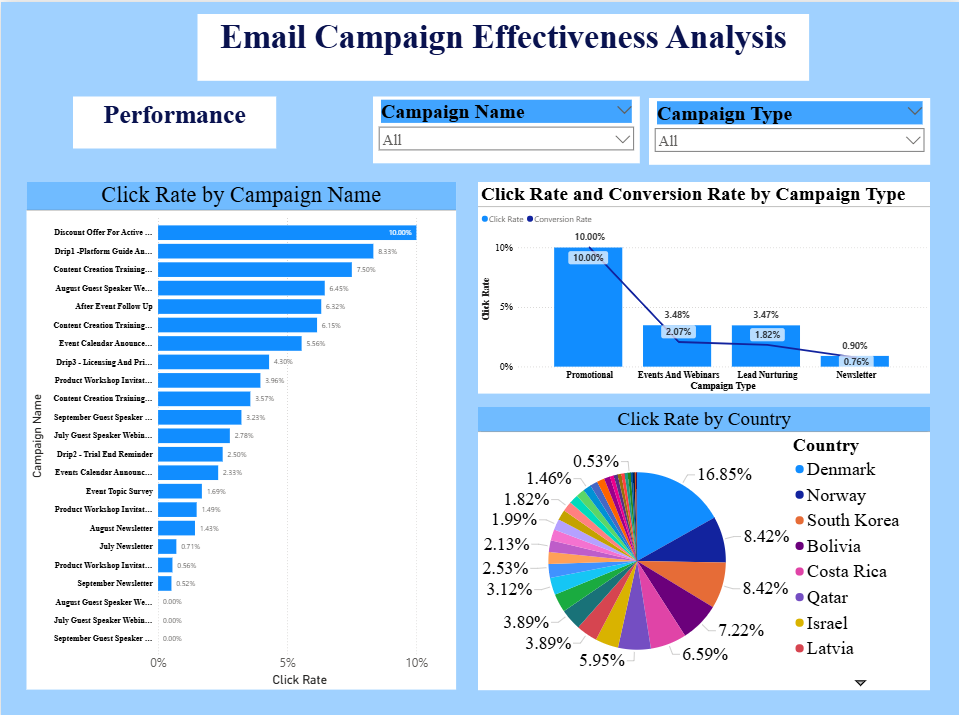 Email Campaign Effectiveness Analysis
Performance
Campaign Name
All
Campaign Type
All
Click Rate by Campaign Name
Campaign Name
Discount Offer For Active ... 10.00%
Drip1 -Platform Guide An... 8.33%
Content Creation Training... 7.50%
August Guest Speaker We... 6.45%
After Event Follow Up 6.32%
Content Creation Training... 6.15%
Event Calendar Anounce... 5.56%
Drip3 - Licensing And Pri... 4.30%
Product Workshop Invitat... 3.96%
Content Creation Training... 3.57%
September Guest Speaker ... 3.23%
July Guest Speaker Webin... 2.78%
Drip2 - Trial End Reminder 2.50%
Events Calendar Announc... 2.33%
Event Topic Survey 1.69%
Product Workshop Invitat... 1.49%
August Newsletter 1.43%
July Newsletter 0.71%
Product Workshop Invitat... 0.56%
September Newsletter 0.52%
August Guest Speaker We... 0.00%
July Guest Speaker Webin... 0.00%
September Guest Speaker ... 0.00%
0% 5% 10%
Click Rate
Click Rate and Conversion Rate by Campaign Type
Click Rate Conversion Rate
Click Rate
10%
5%
0%
10.00%
10.00%
3.48%
2.07%
3.47%
1.82%
0.90%
0.76%
Promotional Events And Webinars Lead Nurturing Newsletter
Campaign Type
Click Rate by Country
16.85%
8.42%
8.42%
7.22%
6.59%
5.95%
3.89%
3.89%
3.12%
2.53%
2.13%
1.99%
1.82%
1.46%
0.53%
Country
Denmark
Norway
South Korea
Bolivia
Costa Rica
Qatar
Israel
Latvia